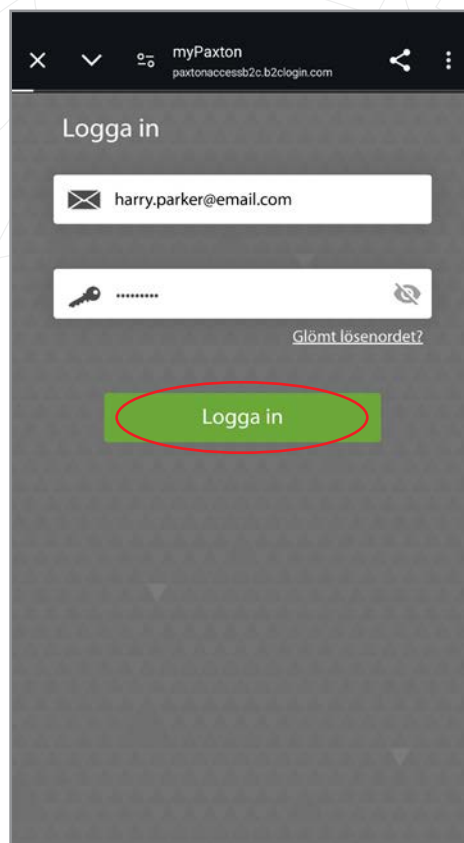 myPaxton
paxtonaccessb2c.b2clogin.com
Logga in
harry.parker@email.com
•••••••••
Glömt lösenordet?
Logga in